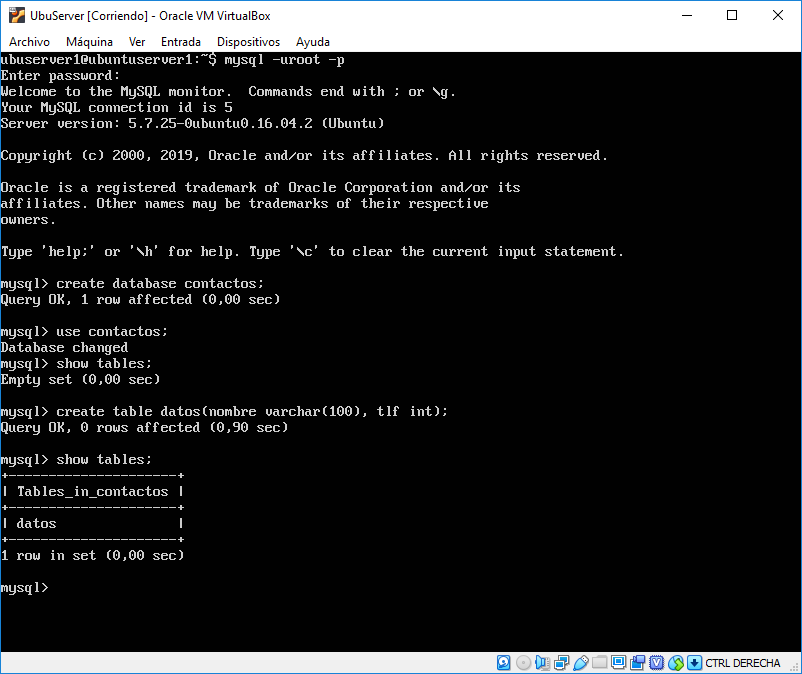 UbuServer [Corriendo] - Oracle VM VirtualBox
Archivo Máquina Ver Entrada Dispositivos Ayuda
ubuserver1@ubuntuserver1:~$ mysql -uroot -p
Enter password:
Welcome to the MySQL monitor.  Commands end with ; or \g.
Your MySQL connection id is 5
Server version: 5.7.25-0ubuntu0.16.04.2 (Ubuntu)
Copyright (c) 2000, 2019, Oracle and/or its affiliates. All rights reserved.
Oracle is a registered trademark of Oracle Corporation and/or its
affiliates. Other names may be trademarks of their respective
owners.
Type 'help;' or '\h' for help. Type '\c' to clear the current input statement.
mysql> create database contactos;
Query OK, 1 row affected (0,00 sec)
mysql> use contactos;
Database changed
mysql> show tables;
Empty set (0,00 sec)
mysql> create table datos(nombre varchar(100), tlf int);
Query OK, 0 rows affected (0,90 sec)
mysql> show tables;
+---------------------+
| Tables_in_contactos |
+---------------------+
| datos               |
+---------------------+
1 row in set (0,00 sec)
mysql>
CTRL DERECHA